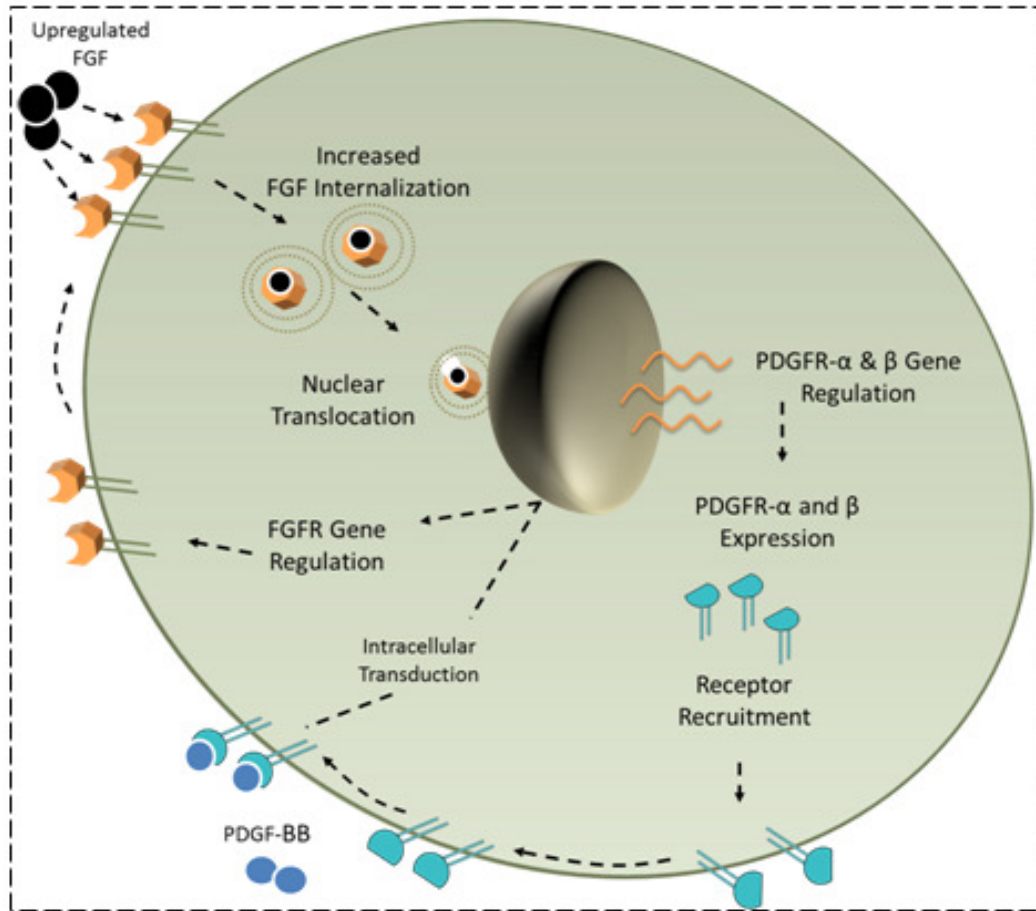 Upregulated
FGF
Increased
FGF Internalization
Nuclear
Translocation
PDGFR-α & β Gene
Regulation
PDGFR-α and β
Expression
FGFR Gene
Regulation
Intracellular
Transduction
Receptor
Recruitment
PDGF-BB